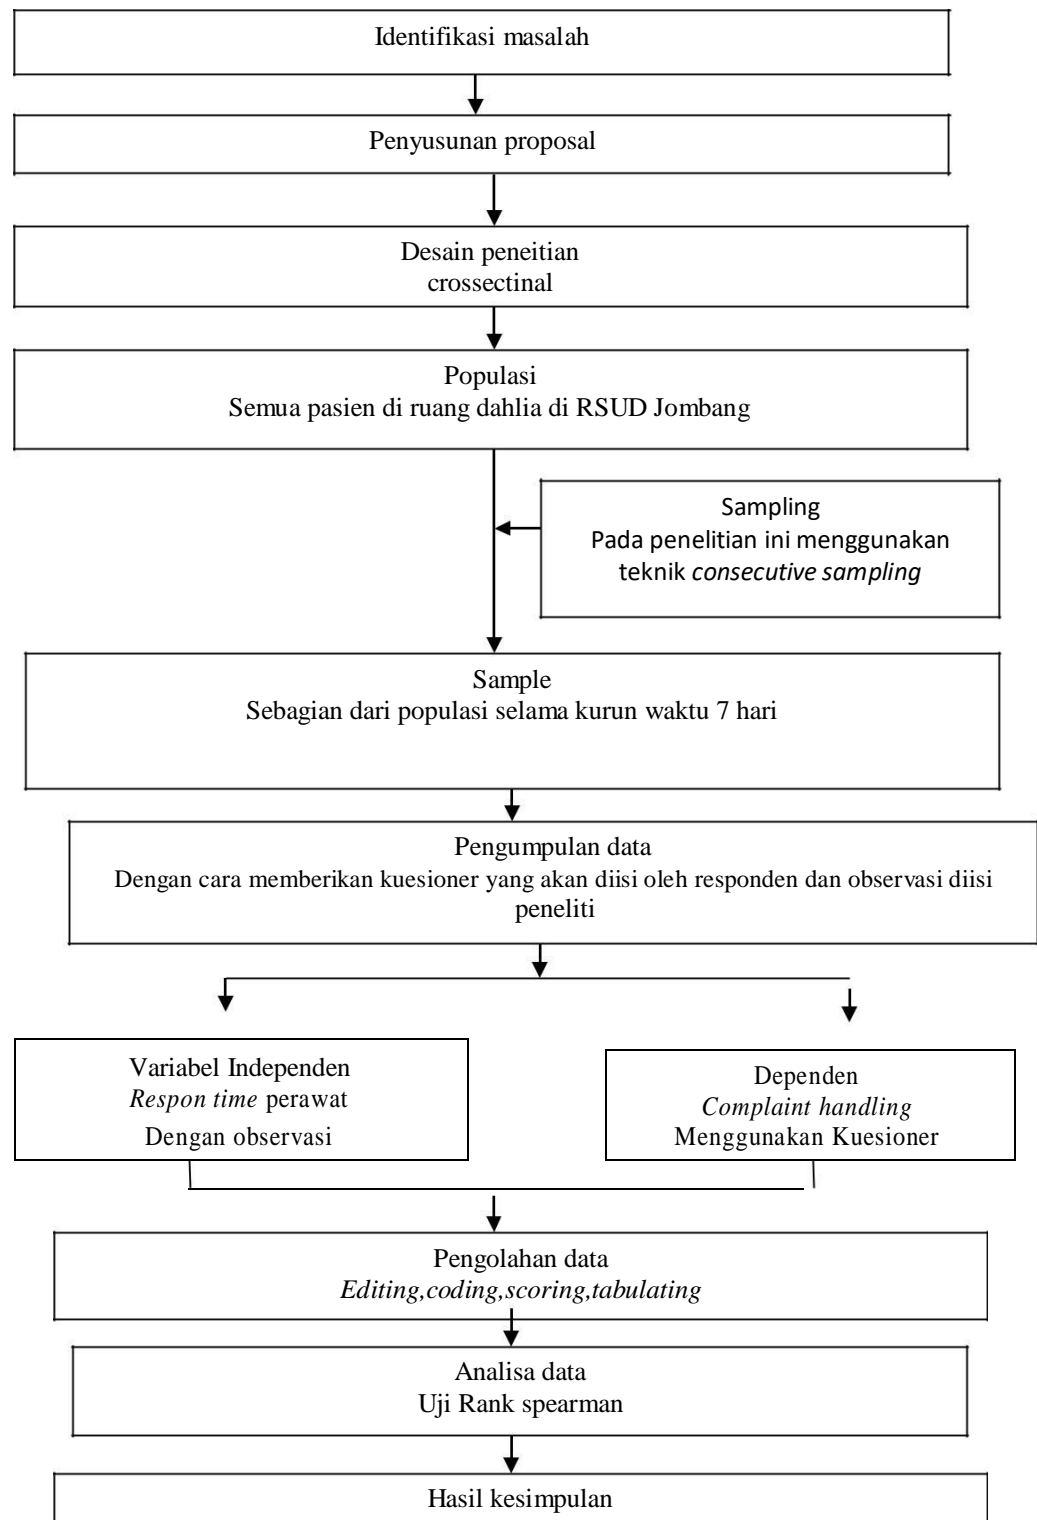 Identifikasi masalah
Penyusunan proposal
Desain peneitian
crossectinal
Populasi
Semua pasien di ruang dahlia di RSUD Jombang
Sampling
Pada penelitian ini menggunakan
teknik consecutive sampling
Sample
Sebagian dari populasi selama kurun waktu 7 hari
Pengumpulan data
Dengan cara memberikan kuesioner yang akan diisi oleh responden dan observasi diisi
peneliti
Variabel Independen
Respon time perawat
Dengan observasi
Dependen
Complaint handling
Menggunakan Kuesioner
Pengolahan data
Editing,coding,scoring,tabulating
Analisa data
Uji Rank spearman
Hasil kesimpulan